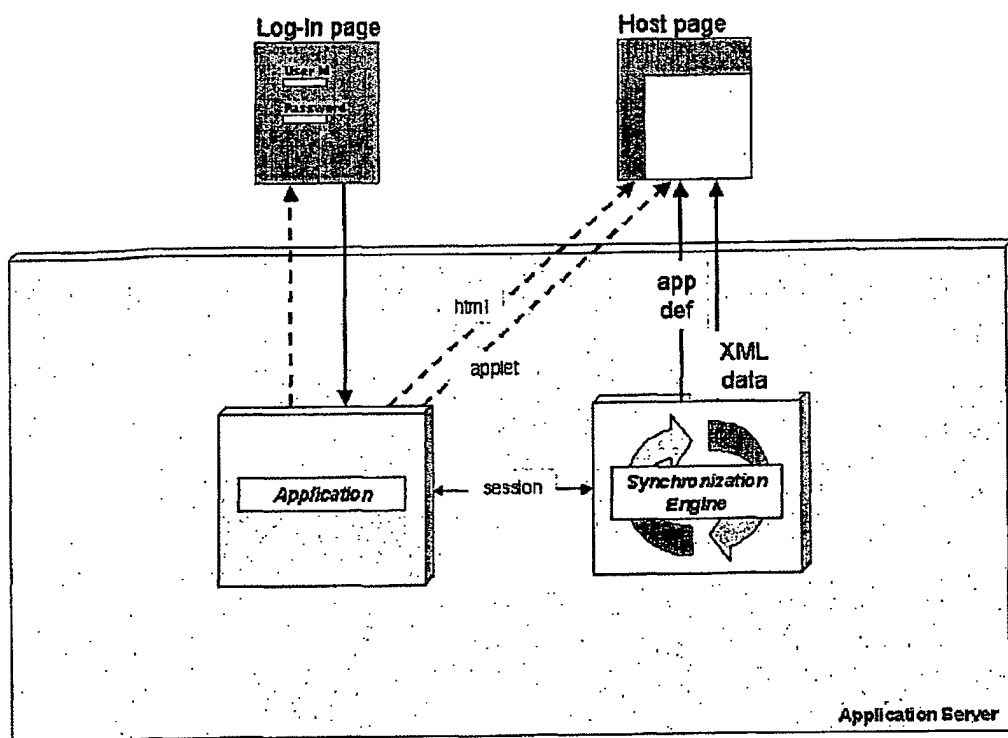 Log-In page
Host page
User Id
Password
html
app
def
applet
XML
data
Application
session
Synchronization
Engine
Application Server